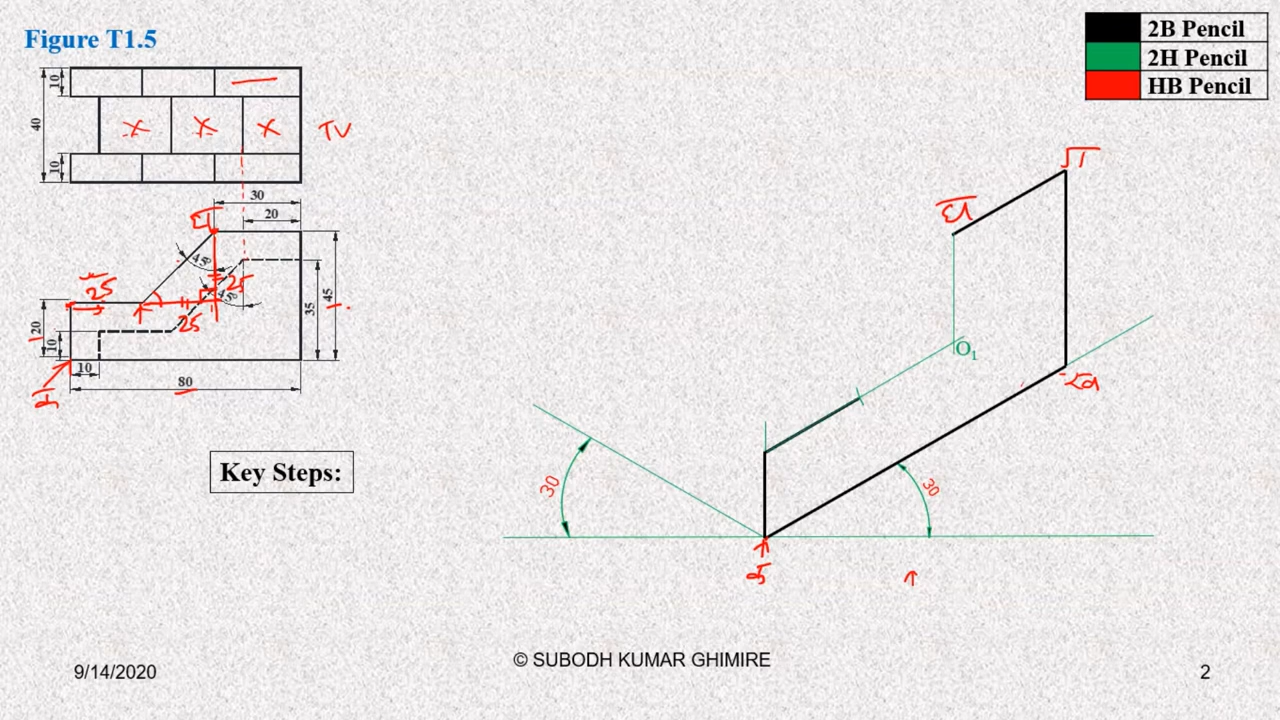 Figure T1.5
2B Pencil
2H Pencil
HB Pencil
10
40
TV
10
30
20
45°
25
25
45°
25
20
10
35
45
10
80
Key Steps:
O1
30
30
9/14/2020
© SUBODH KUMAR GHIMIRE
2